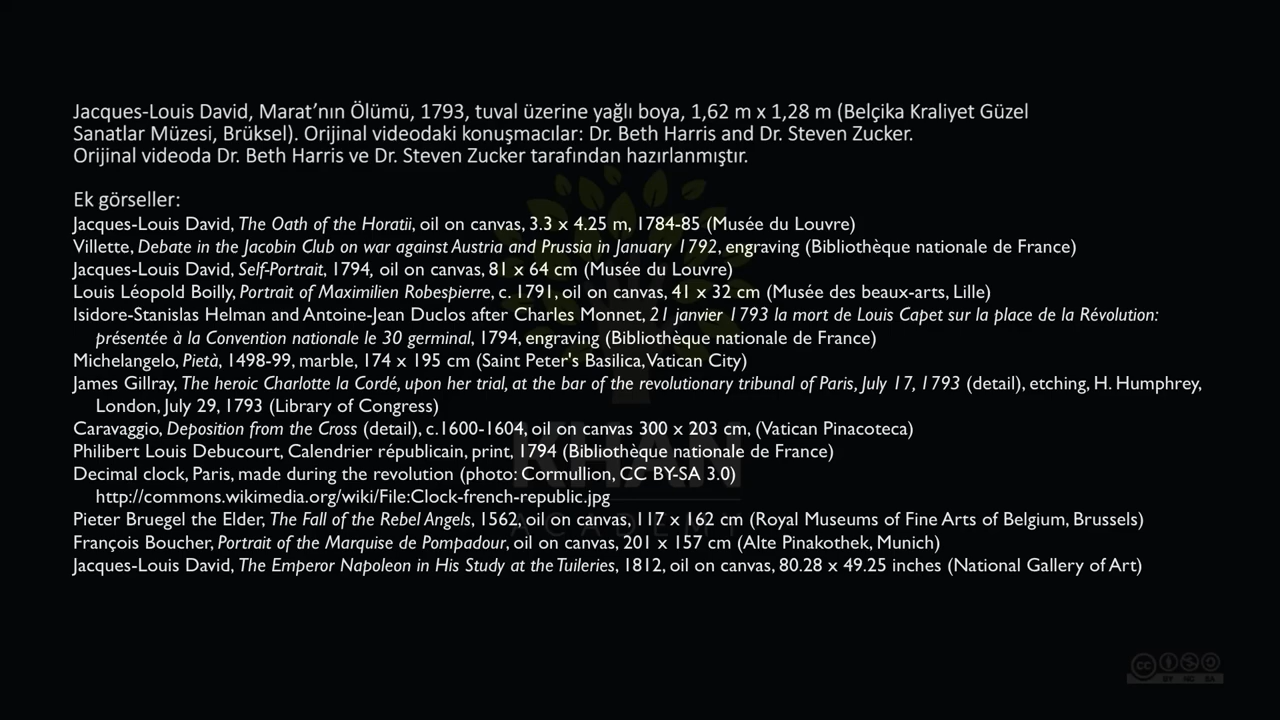 Jacques-Louis David, Marat’nın Ölümü, 1793, tuval üzerine yağlı boya, 1,62 m x 1,28 m (Belçika Kraliyet Güzel
Sanatlar Müzesi, Brüksel). Orijinal videodaki konuşmacılar: Dr. Beth Harris and Dr. Steven Zucker.
Orijinal videoda Dr. Beth Harris ve Dr. Steven Zucker tarafından hazırlanmıştır.
Ek görseller:
Jacques-Louis David, The Oath of the Horatii, oil on canvas, 3.3 x 4.25 m, 1784-85 (Musée du Louvre)
Villette, Debate in the Jacobin Club on war against Austria and Prussia in January 1792, engraving (Bibliothèque nationale de France)
Jacques-Louis David, Self-Portrait, 1794, oil on canvas, 81 x 64 cm (Musée du Louvre)
Louis Léopold Boilly, Portrait of Maximilien Robespierre, c. 1791, oil on canvas, 41 x 32 cm (Musée des beaux-arts, Lille)
Isidore-Stanislas Helman and Antoine-Jean Duclos after Charles Monnet, 21 janvier 1793 la mort de Louis Capet sur la place de la Révolution:
présentée à la Convention nationale le 30 germinal, 1794, engraving (Bibliothèque nationale de France)
Michelangelo, Pietà, 1498-99, marble, 174 x 195 cm (Saint Peter's Basilica, Vatican City)
James Gillray, The heroic Charlotte la Cordé, upon her trial, at the bar of the revolutionary tribunal of Paris, July 17, 1793 (detail), etching, H. Humphrey,
London, July 29, 1793 (Library of Congress)
Caravaggio, Deposition from the Cross (detail), c.1600-1604, oil on canvas 300 x 203 cm, (Vatican Pinacoteca)
Philibert Louis Debucourt, Calendrier républicain, print, 1794 (Bibliothèque nationale de France)
Decimal clock, Paris, made during the revolution (photo: Cormullion, CC BY-SA 3.0)
http://commons.wikimedia.org/wiki/File:Clock-french-republic.jpg
Pieter Bruegel the Elder, The Fall of the Rebel Angels, 1562, oil on canvas, 117 x 162 cm (Royal Museums of Fine Arts of Belgium, Brussels)
François Boucher, Portrait of the Marquise de Pompadour, oil on canvas, 201 x 157 cm (Alte Pinakothek, Munich)
Jacques-Louis David, The Emperor Napoleon in His Study at the Tuileries, 1812, oil on canvas, 80.28 x 49.25 inches (National Gallery of Art)
KHAN
ACADEMY
cc
BY NC SA